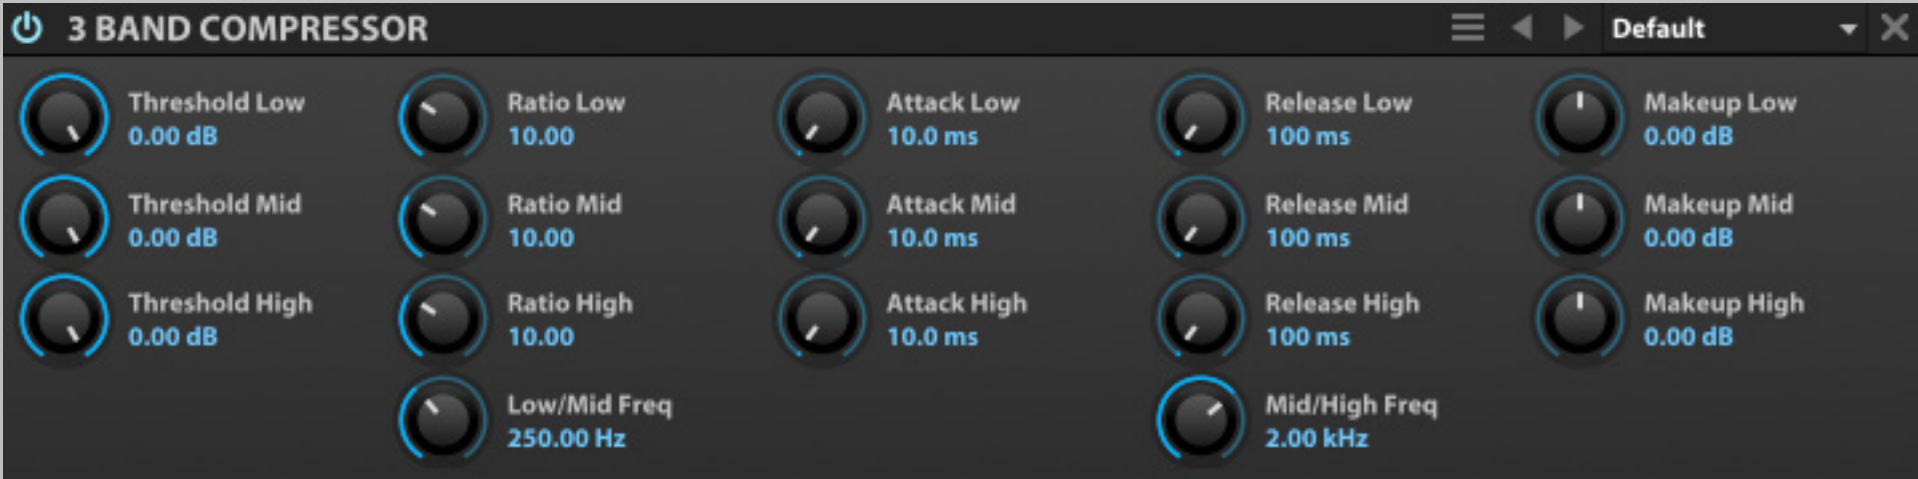 3 BAND COMPRESSOR
Default
Threshold Low
0.00 dB
Ratio Low
10.00
Attack Low
10.0 ms
Release Low
100 ms
Makeup Low
0.00 dB
Threshold Mid
0.00 dB
Ratio Mid
10.00
Attack Mid
10.0 ms
Release Mid
100 ms
Makeup Mid
0.00 dB
Threshold High
0.00 dB
Ratio High
10.00
Attack High
10.0 ms
Release High
100 ms
Makeup High
0.00 dB
Low/Mid Freq
250.00 Hz
Mid/High Freq
2.00 kHz